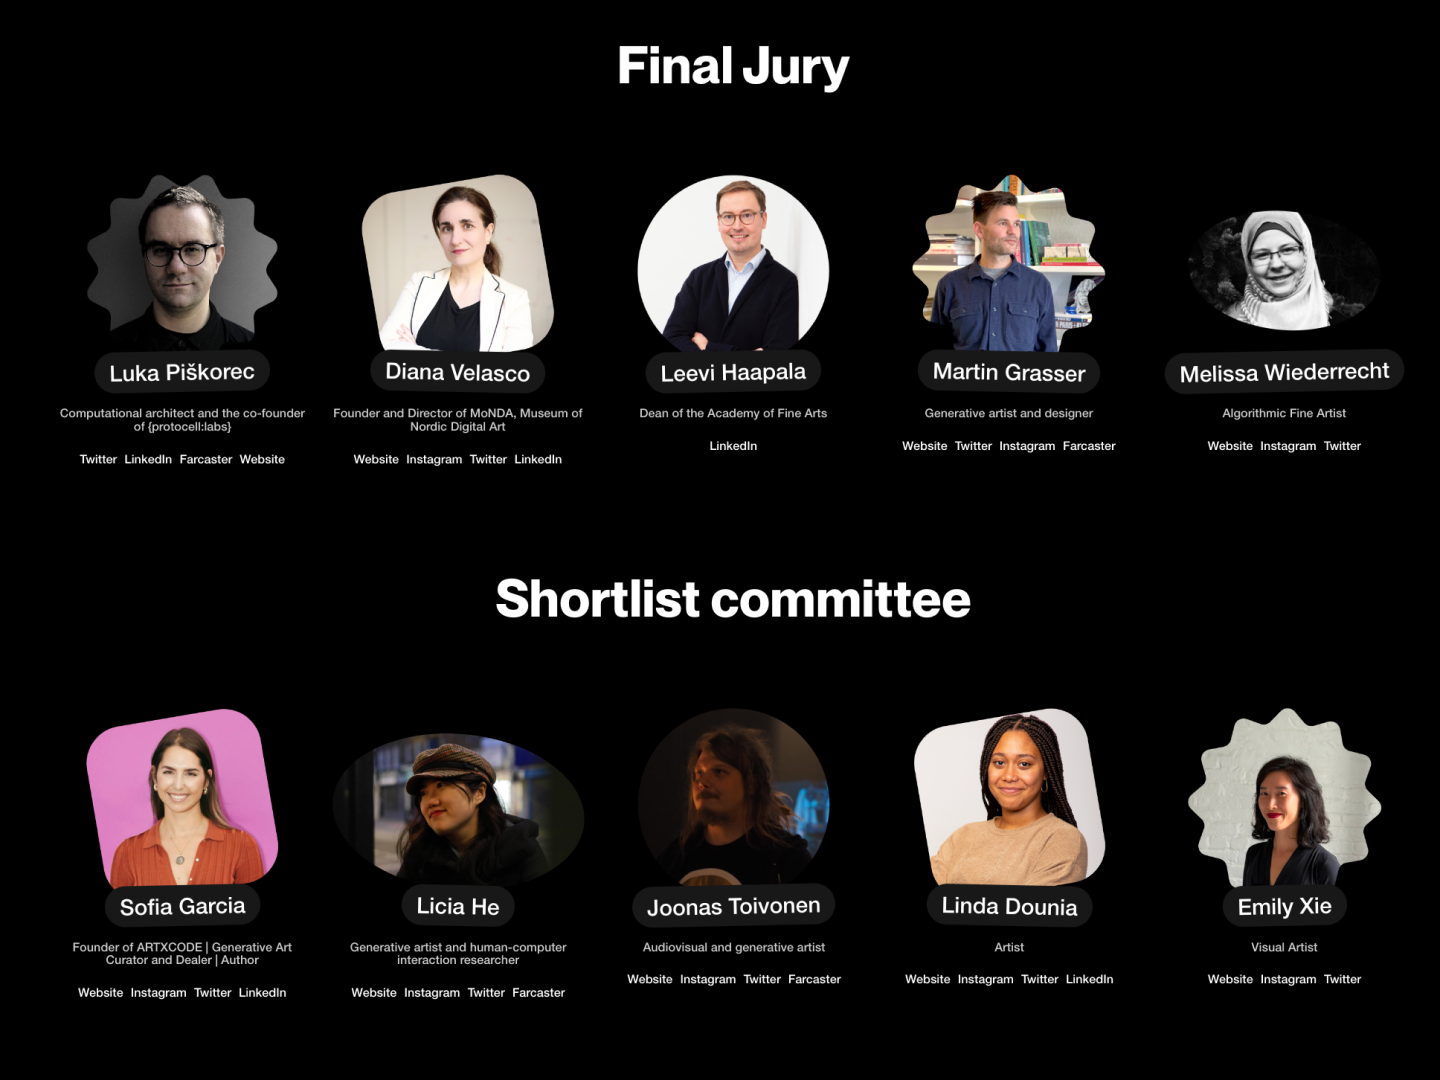 Final Jury
Luka Piškorec
Computational architect and the co-founder
of {protocell:labs}
Twitter LinkedIn Farcaster Website
Diana Velasco
Founder and Director of MoNDA, Museum of
Nordic Digital Art
Website Instagram Twitter LinkedIn
Leevi Haapala
Dean of the Academy of Fine Arts
LinkedIn
Martin Grasser
Generative artist and designer
Website Twitter Instagram Farcaster
Melissa Wiederrecht
Algorithmic Fine Artist
Website Instagram Twitter
Shortlist committee
Sofia Garcia
Founder of ARTXCODE | Generative Art
Curator and Dealer | Author
Website Instagram Twitter LinkedIn
Licia He
Generative artist and human-computer
interaction researcher
Website Instagram Twitter Farcaster
Joonas Toivonen
Audiovisual and generative artist
Website Instagram Twitter Farcaster
Linda Dounia
Artist
Website Instagram Twitter LinkedIn
Emily Xie
Visual Artist
Website Instagram Twitter